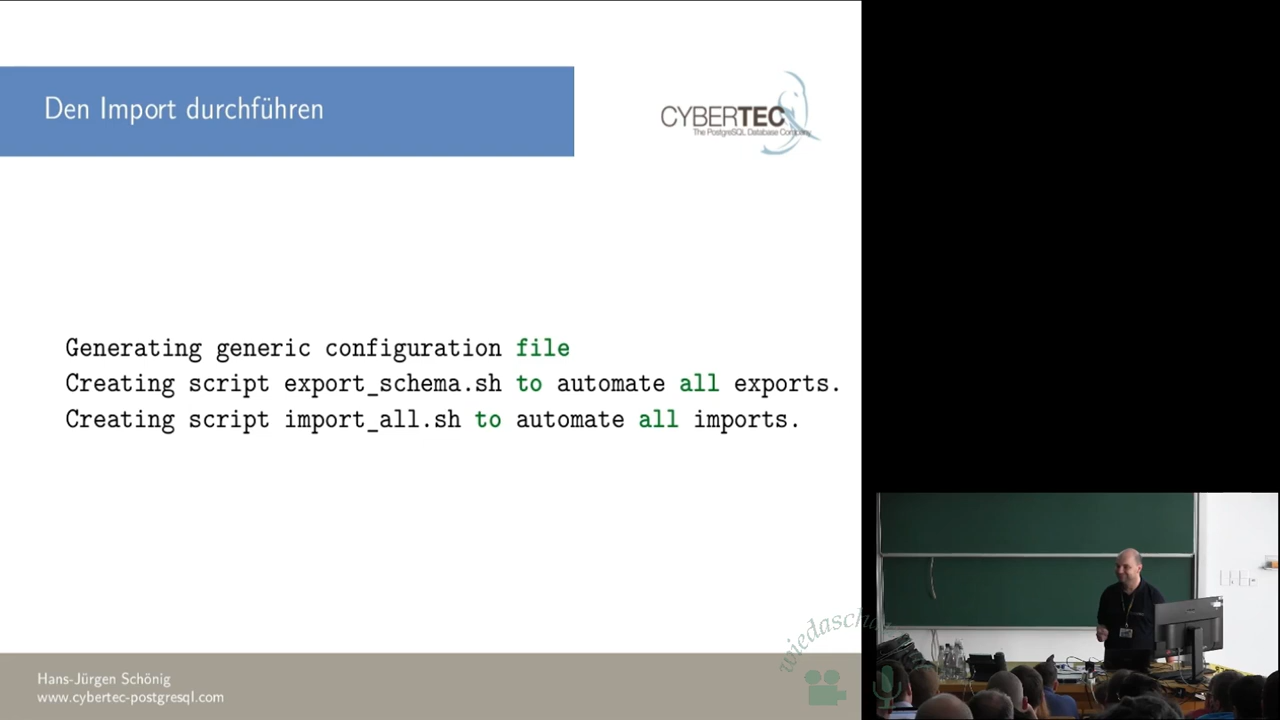 Den Import durchführen
CYBERTEC
The PostgreSQL Database Company
Generating generic configuration file
Creating script export_schema.sh to automate all exports.
Creating script import_all.sh to automate all imports.
Hans-Jürgen Schönig
www.cybertec-postgresql.com